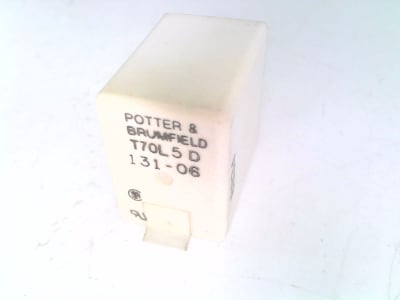 POTTER &
BRUMFIELD
T70L5D
131-06